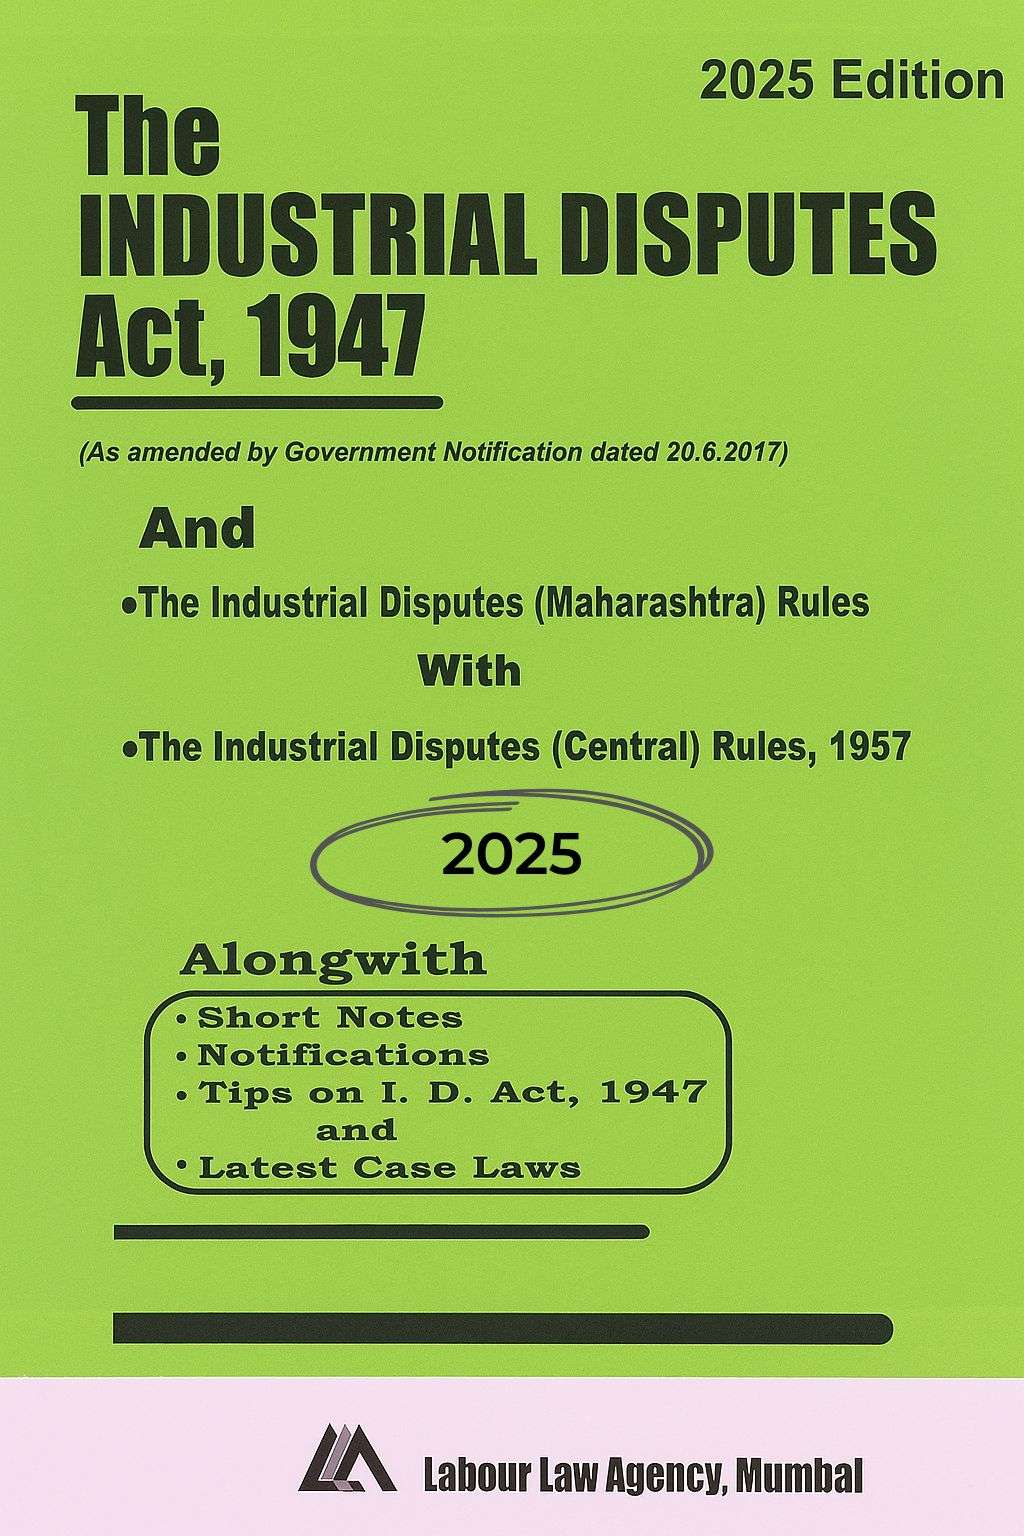 2025 Edition
The
INDUSTRIAL DISPUTES
Act, 1947
(As amended by Government Notification dated 20.6.2017)
And
•The Industrial Disputes (Maharashtra) Rules
With
•The Industrial Disputes (Central) Rules, 1957
2025
Alongwith
• Short Notes
• Notifications
• Tips on I. D. Act, 1947
and
• Latest Case Laws
Labour Law Agency, Mumbal